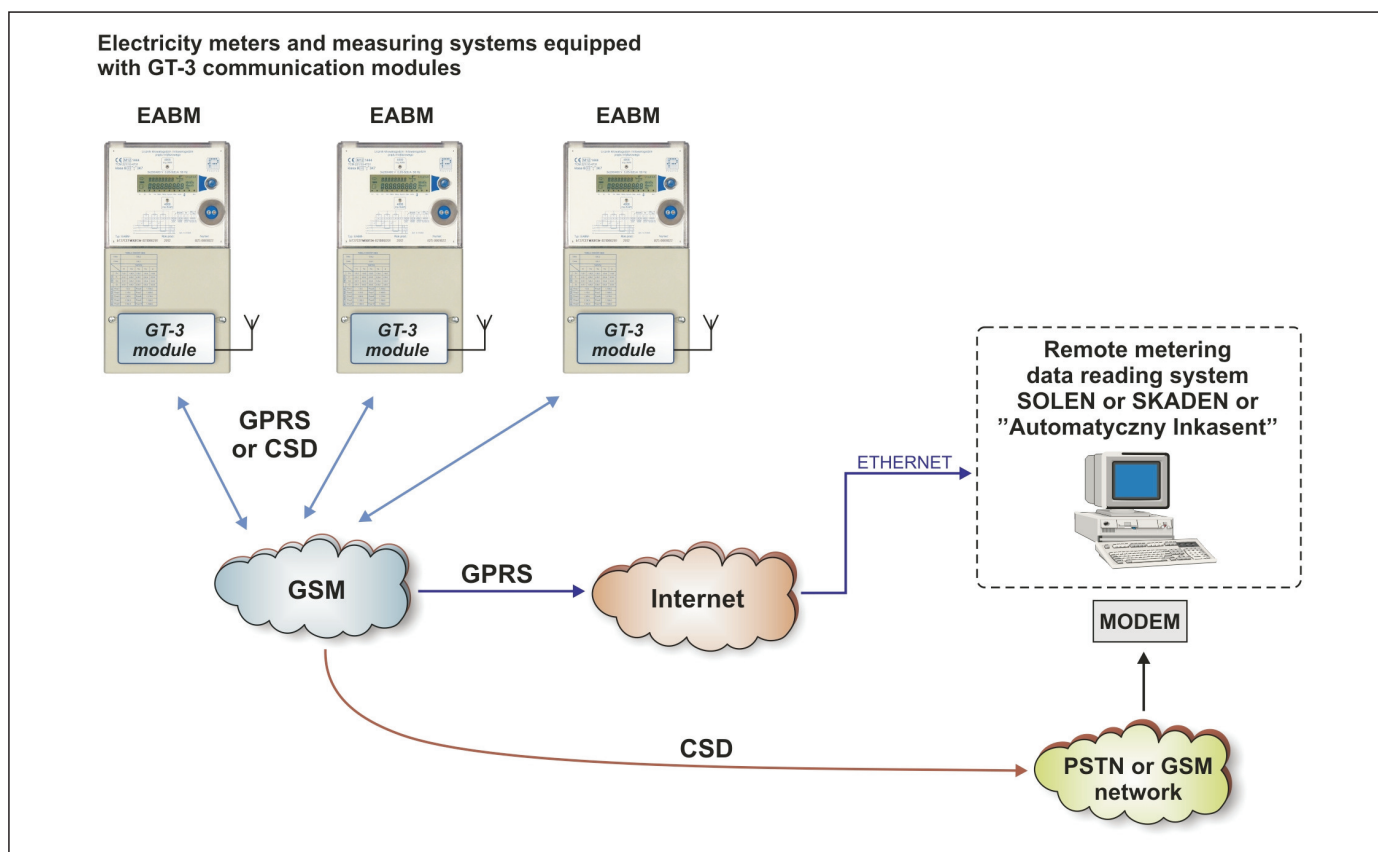 Electricity meters and measuring systems equipped
with GT-3 communication modules
EABM
EABM
EABM
GT-3
module
GT-3
module
GT-3
module
GPRS
or CSD
Remote metering
data reading system
SOLEN or SKADEN or
”Automatyczny Inkasent”
ETHERNET
GSM
GPRS
Internet
MODEM
CSD
PSTN or GSM
network